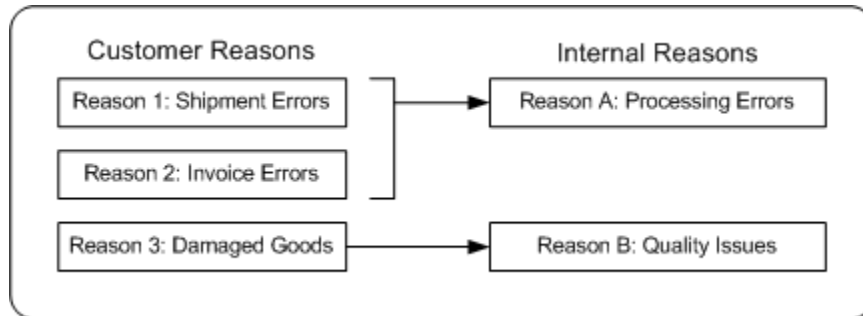 Customer Reasons
Internal Reasons
Reason 1: Shipment Errors
Reason A: Processing Errors
Reason 2: Invoice Errors
Reason 3: Damaged Goods
Reason B: Quality Issues